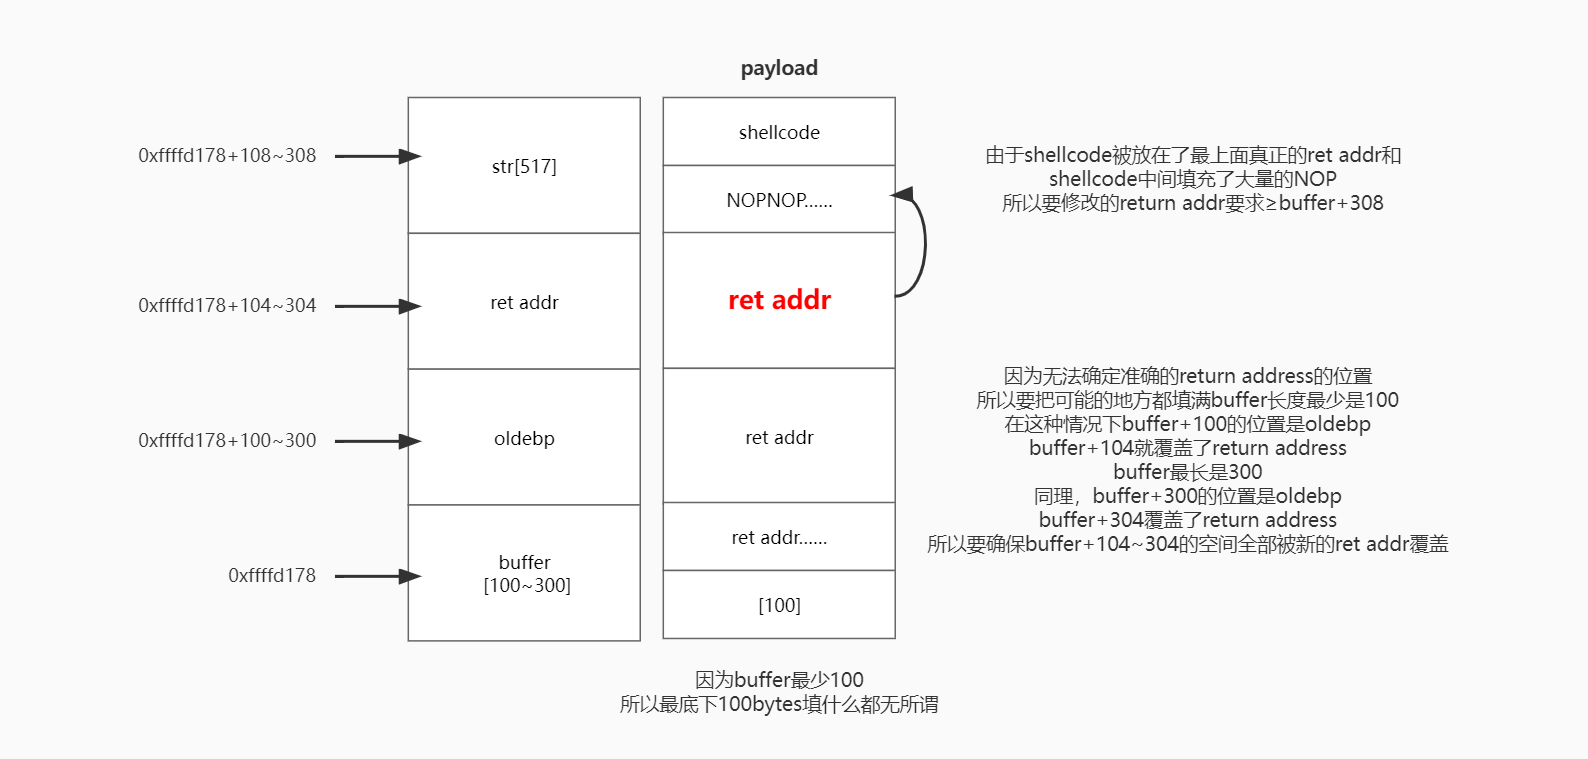 payload
0xffffd178+108~308
str[517]
shellcode
NOPNOP......
由于shellcode被放在了最上面真正的ret addr和
shellcode中间填充了大量的NOP
所以要修改的return addr要求≥buffer+308
0xffffd178+104~304
ret addr
ret addr
0xffffd178+100~300
oldebp
ret addr
因为无法确定准确的return address的位置
所以要把可能的地方都填满buffer长度最少是100
在这种情况下buffer+100的位置是oldebp
buffer+104就覆盖了return address
buffer最长是300
同理，buffer+300的位置是oldebp
buffer+304覆盖了return address
所以要确保buffer+104~304的空间全部被新的ret addr覆盖
0xffffd178
buffer
[100~300]
ret addr......
[100]
因为buffer最少100
所以最底下100bytes填什么都无所谓